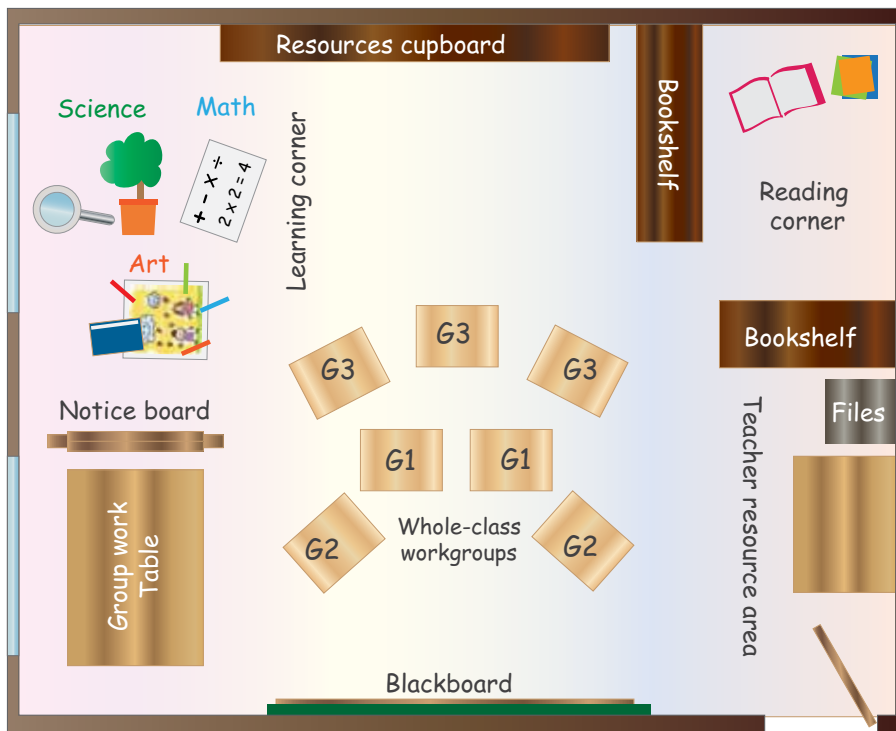 Resources cupboard
Science
Math
+ - x ÷
2 x 2 = 4
Art
Learning corner
Bookshelf
Reading
corner
Bookshelf
Files
G3
G3
G3
Notice board
G1
G1
G2
G2
Whole-class
workgroups
Group work
Table
Teacher resource area
Blackboard